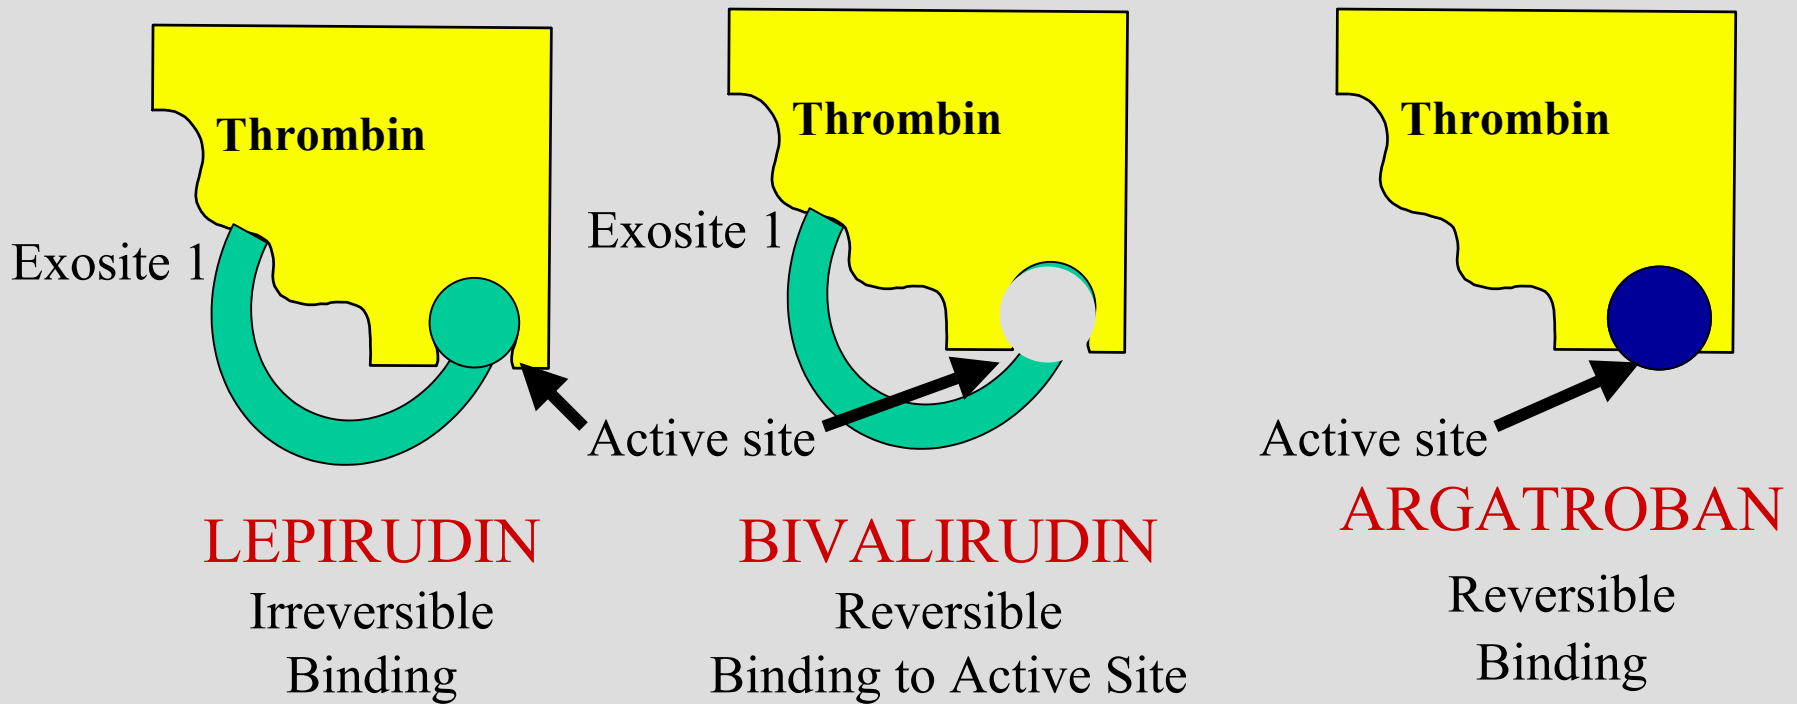 Thrombin
Exosite 1
Active site
LEPIRUDIN
Irreversible
Binding
Thrombin
Exosite 1
BIVALIRUDIN
Reversible
Binding to Active Site
Thrombin
Active site
ARGATROBAN
Reversible
Binding